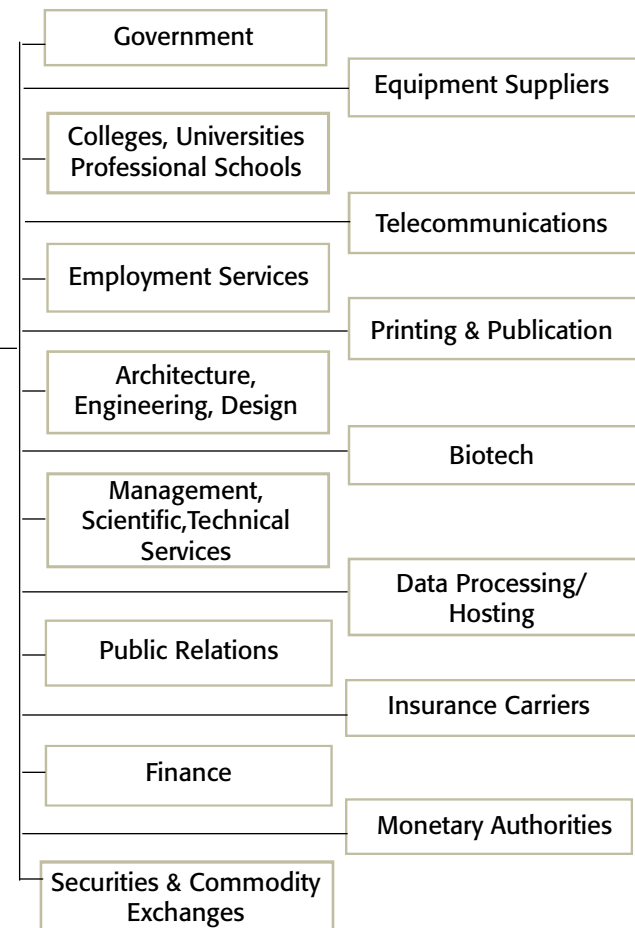 Government
Equipment Suppliers
Colleges, Universities
Professional Schools
Telecommunications
Employment Services
Printing & Publication
Architecture,
Engineering, Design
Biotech
Management,
Scientific,Technical
Services
Data Processing/
Hosting
Public Relations
Insurance Carriers
Finance
Monetary Authorities
Securities & Commodity
Exchanges